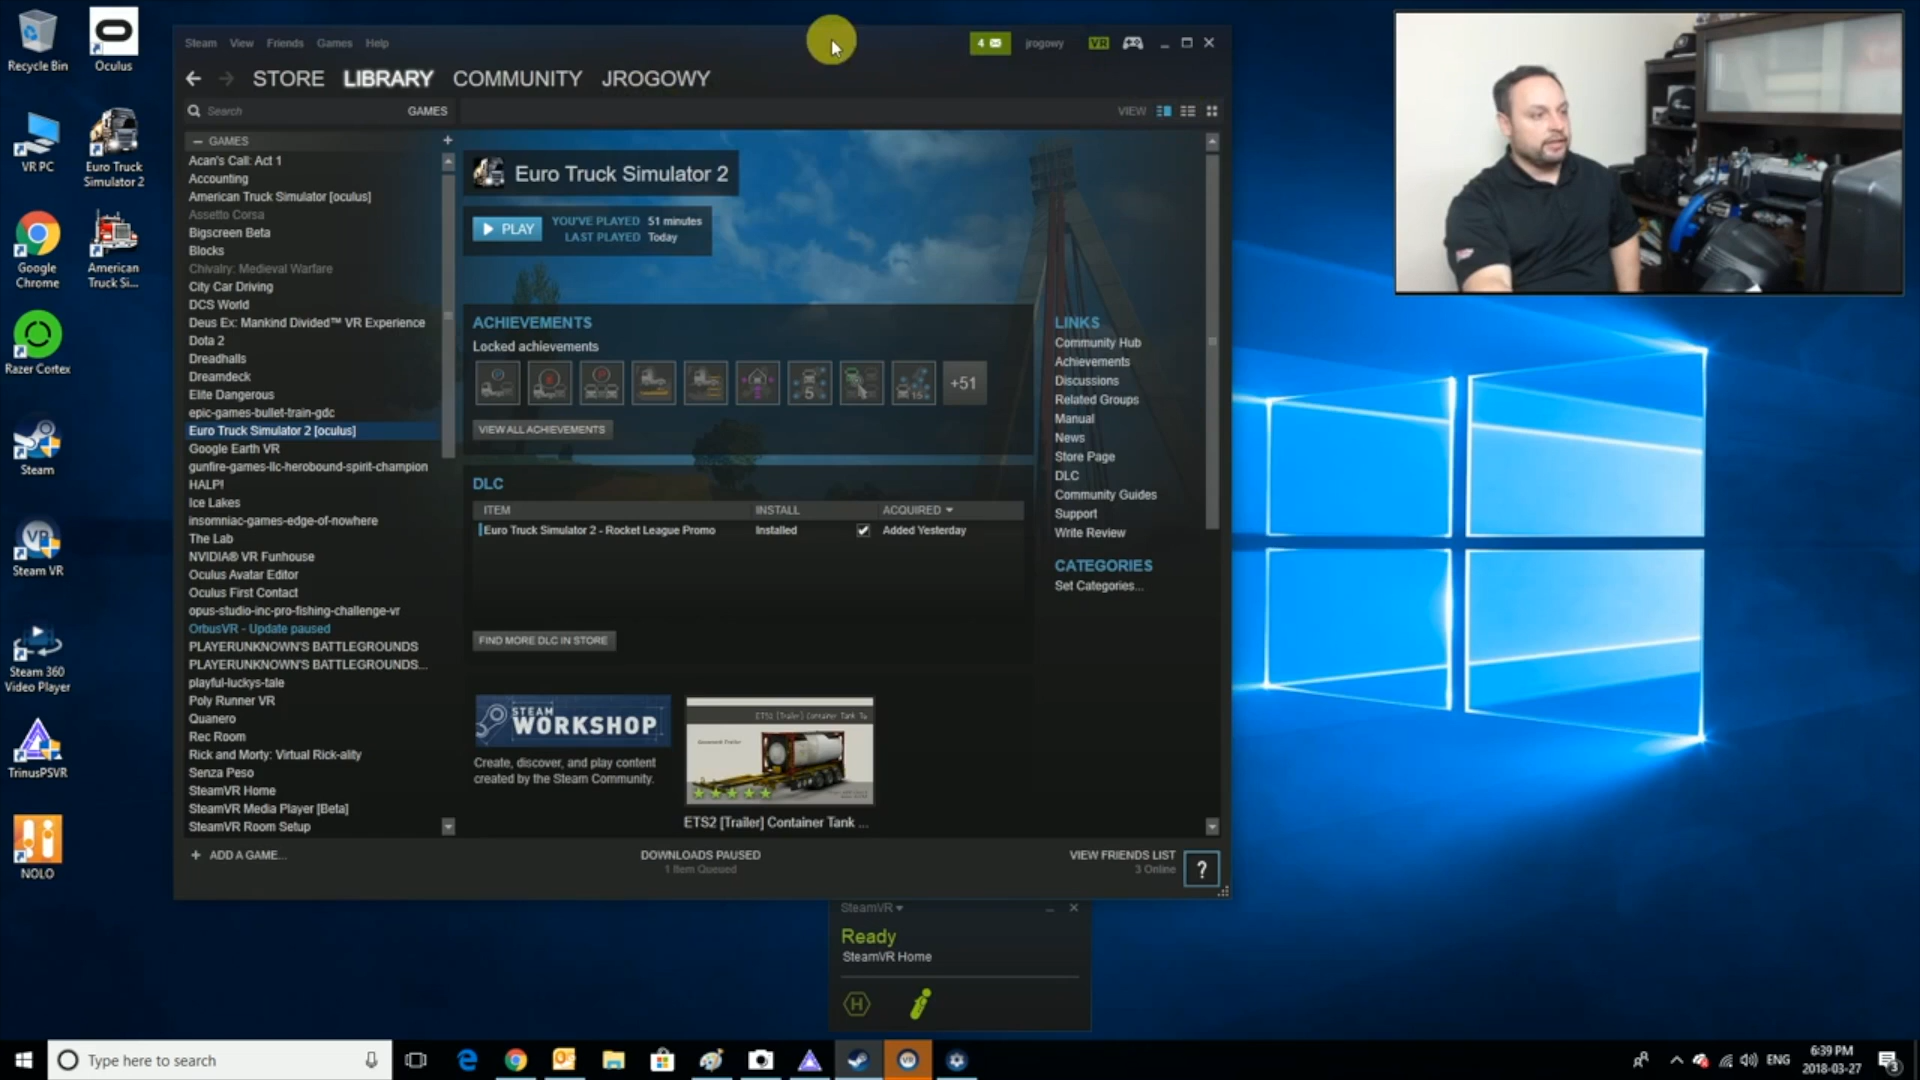 Recycle Bin
Oculus
VR PC
Euro Truck
Simulator 2
Google
Chrome
American
Truck Si...
Razer Cortex
Steam
Steam VR
Steam 360
Video Player
TrinusPSVR
NOLO
Steam View Friends Games Help
4 jrogowy VR
STORE LIBRARY COMMUNITY JROGOWY
Search GAMES VIEW
— GAMES +
Acan's Call: Act 1
Accounting
American Truck Simulator [oculus]
Assetto Corsa
Bigscreen Beta
Blocks
Chivalry: Medieval Warfare
City Car Driving
DCS World
Deus Ex: Mankind Divided™ VR Experience
Dota 2
Dreadhalls
Dreamdeck
Elite Dangerous
epic-games-bullet-train-gdc
Euro Truck Simulator 2 [oculus]
Google Earth VR
gunfire-games-llc-herobound-spirit-champion
HALP!
Ice Lakes
insomniac-games-edge-of-nowhere
The Lab
NVIDIA® VR Funhouse
Oculus Avatar Editor
Oculus First Contact
opus-studio-inc-pro-fishing-challenge-vr
OrbusVR - Update paused
PLAYERUNKNOWN'S BATTLEGROUNDS
PLAYERUNKNOWN'S BATTLEGROUNDS...
playful-luckys-tale
Poly Runner VR
Quanero
Rec Room
Rick and Morty: Virtual Rick-ality
Senza Peso
SteamVR Home
SteamVR Media Player [Beta]
SteamVR Room Setup
+ ADD A GAME...
Euro Truck Simulator 2
PLAY
YOU'VE PLAYED 51 minutes
LAST PLAYED Today
ACHIEVEMENTS
Locked achievements
5
15
+51
VIEW ALL ACHIEVEMENTS
DLC
ITEM INSTALL ACQUIRED
Euro Truck Simulator 2 - Rocket League Promo Installed Added Yesterday
FIND MORE DLC IN STORE
STEAM
WORKSHOP
Create, discover, and play content
created by the Steam Community.
ETS2 [Trailer] Container Tank
ETS2 [Trailer] Container Tank ...
LINKS
Community Hub
Achievements
Discussions
Related Groups
Manual
News
Store Page
DLC
Community Guides
Support
Write Review
CATEGORIES
Set Categories...
DOWNLOADS PAUSED
1 Item Queued
VIEW FRIENDS LIST
3 Online
?
SteamVR
Ready
SteamVR Home
H
Type here to search
VR
ENG
6:39 PM
2018-03-27
3